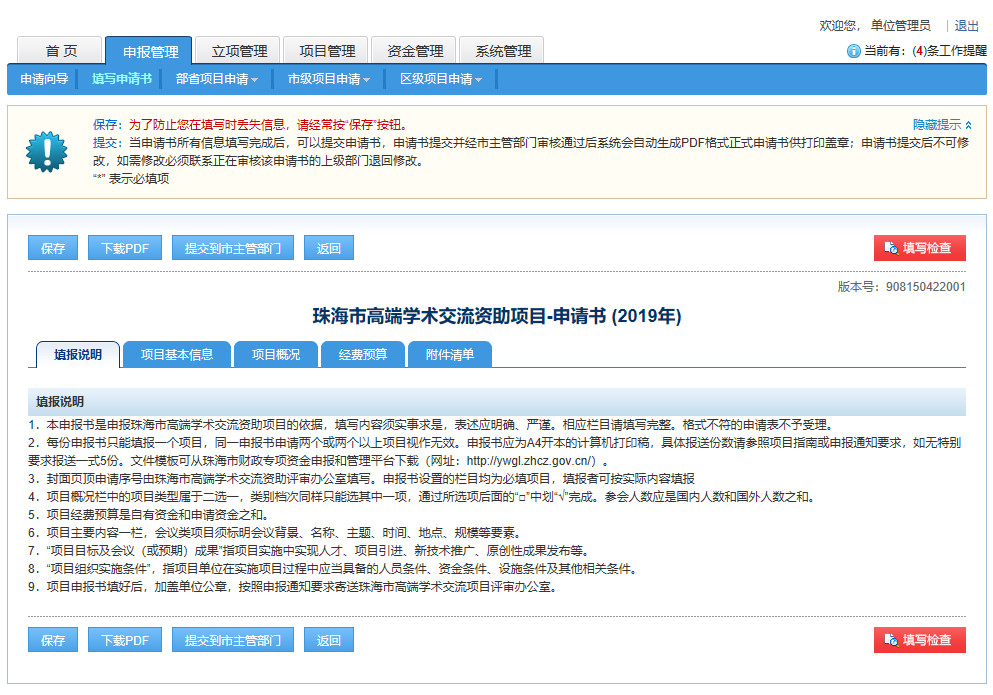 欢迎您, 单位管理员 | 退出
首 页 申报管理 立项管理 项目管理 资金管理 系统管理
当前有：(4)条工作提醒
申请向导 填写申请书 部省项目申请 市级项目申请 区级项目申请
保存：为了防止您在填写时丢失信息，请经常按“保存”按钮。
隐藏提示
提交：当申请书所有信息填写完成后，可以提交申请书，申请书提交并经市主管部门审核通过后系统会自动生成PDF格式正式申请书供打印盖章；申请书提交后不可修
改，如需修改必须联系正在审核该申请书的上级部门退回修改。
“*” 表示必填项
保存 下载PDF 提交到市主管部门 返回 填写检查
版本号：908150422001
珠海市高端学术交流资助项目-申请书 (2019年)
填报说明 项目基本信息 项目概况 经费预算 附件清单
填报说明
1．本申报书是申报珠海市高端学术交流资助项目的依据，填写内容须实事求是，表述应明确、严谨。相应栏目请填写完整。格式不符的申请表不予受理。
2．每份申报书只能填报一个项目，同一申报书申请两个或两个以上项目视作无效。申报书应为A4开本的计算机打印稿，具体报送份数请参照项目指南或申报通知要求，如无特别
要求报送一式5份。文件模板可从珠海市财政专项资金申报和管理平台下载（网址：http://ywgl.zhcz.gov.cn/）。
3．封面页顶申请序号由珠海市高端学术交流资助评审办公室填写。申报书设置的栏目均为必填项目，填报者可按实际内容填报
4．项目概况栏中的项目类型属于二选一，类别档次同样只能选其中一项，通过所选项后面的“□”中划“√”完成。参会人数应是国内人数和国外人数之和。
5．项目经费预算是自有资金和申请资金之和。
6．项目主要内容一栏，会议类项目须标明会议背景、名称、主题、时间、地点、规模等要素。
7．“项目目标及会议（或预期）成果”指项目实施中实现人才、项目引进、新技术推广、原创性成果发布等。
8．“项目组织实施条件”，指项目单位在实施项目过程中应当具备的人员条件、资金条件、设施条件及其他相关条件。
9．项目申报书填好后，加盖单位公章，按照申报通知要求寄送珠海市高端学术交流项目评审办公室。
保存 下载PDF 提交到市主管部门 返回 填写检查